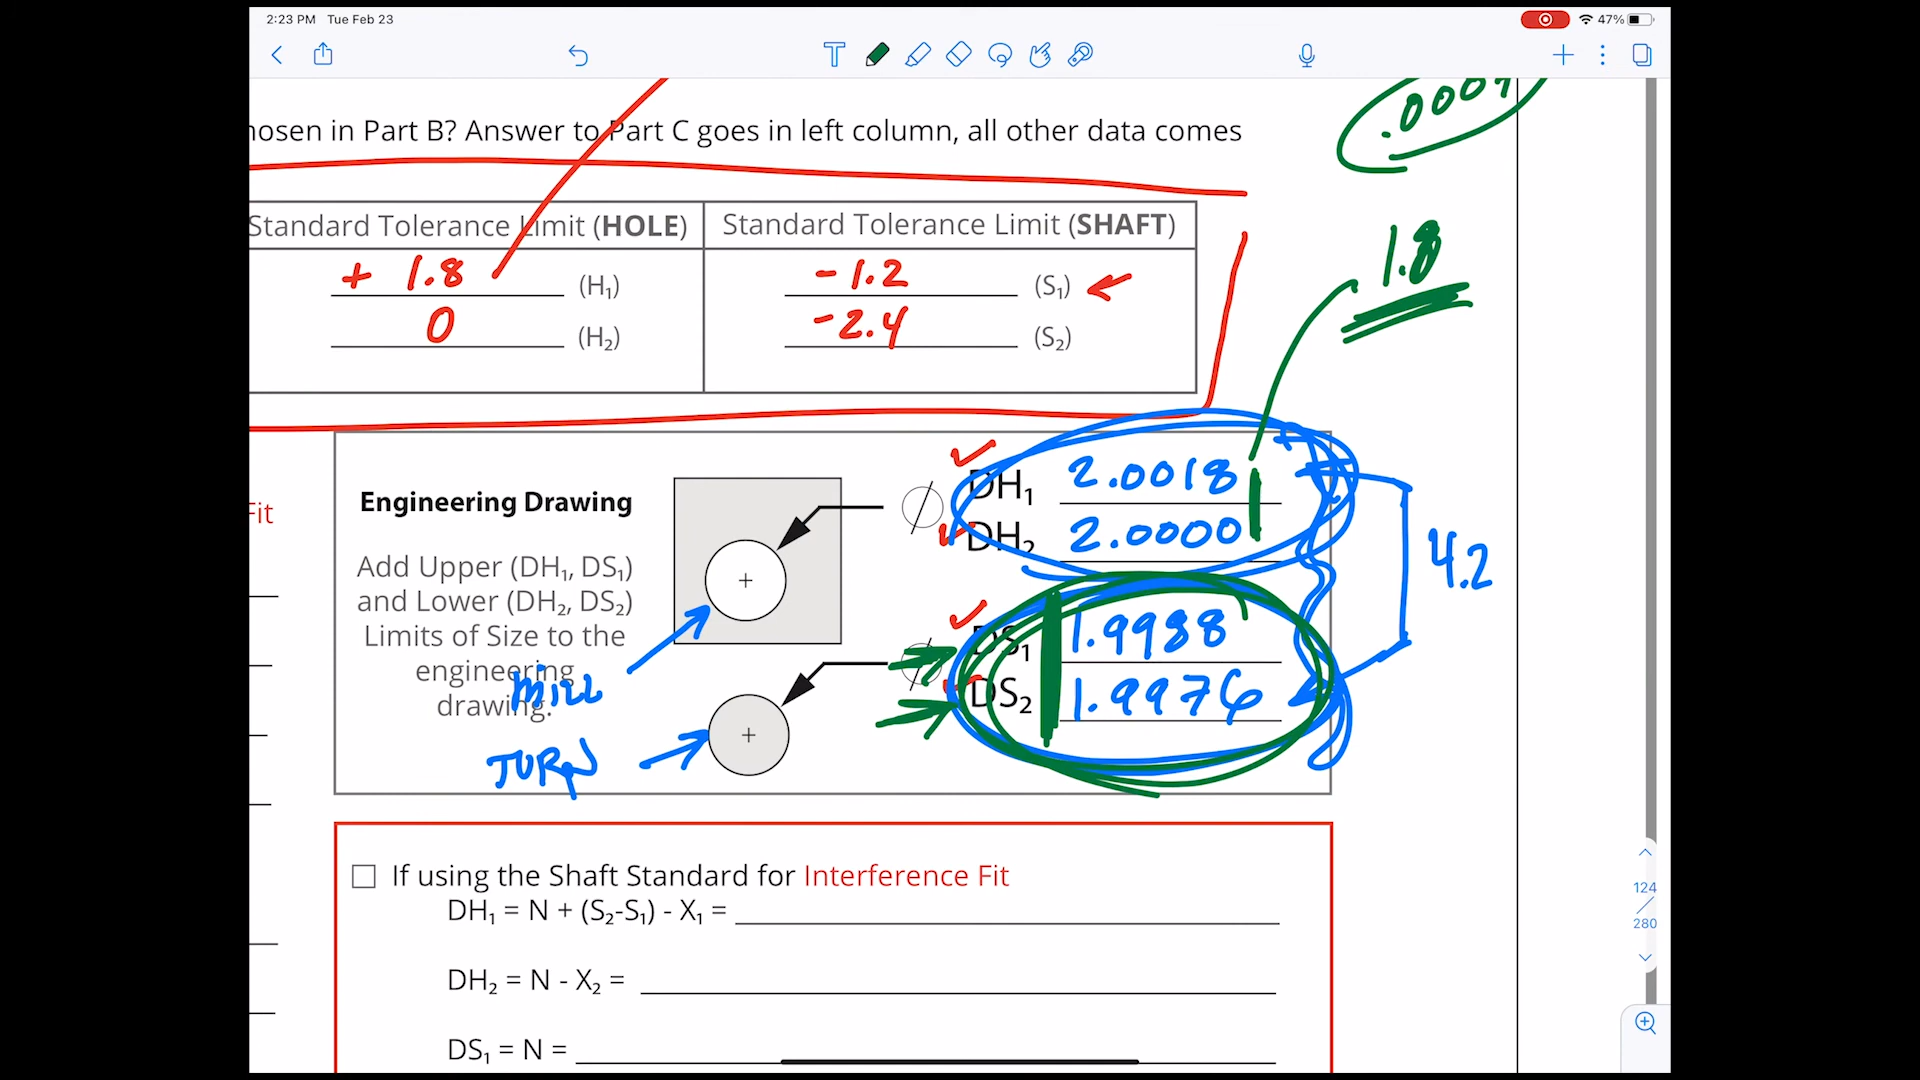 2:23 PM Tue Feb 23
47%
.0009
hosen in Part B? Answer to Part C goes in left column, all other data comes
Standard Tolerance Limit (HOLE)
Standard Tolerance Limit (SHAFT)
+ 1.8 (H₁)
-1.2 (S₁)
0 (H₂)
-2.4 (S₂)
1.8
Fit
Engineering Drawing
Add Upper (DH₁, DS₁)
and Lower (DH₂, DS₂)
Limits of Size to the
engineering
drawing.
MILL
TURN
DH₁ 2.0018
DH₂ 2.0000
DS₁ 1.9988
DS₂ 1.9976
4.2
If using the Shaft Standard for Interference Fit
DH₁ = N + (S₂-S₁) - X₁ =
DH₂ = N - X₂ =
DS₁ = N =
124
280